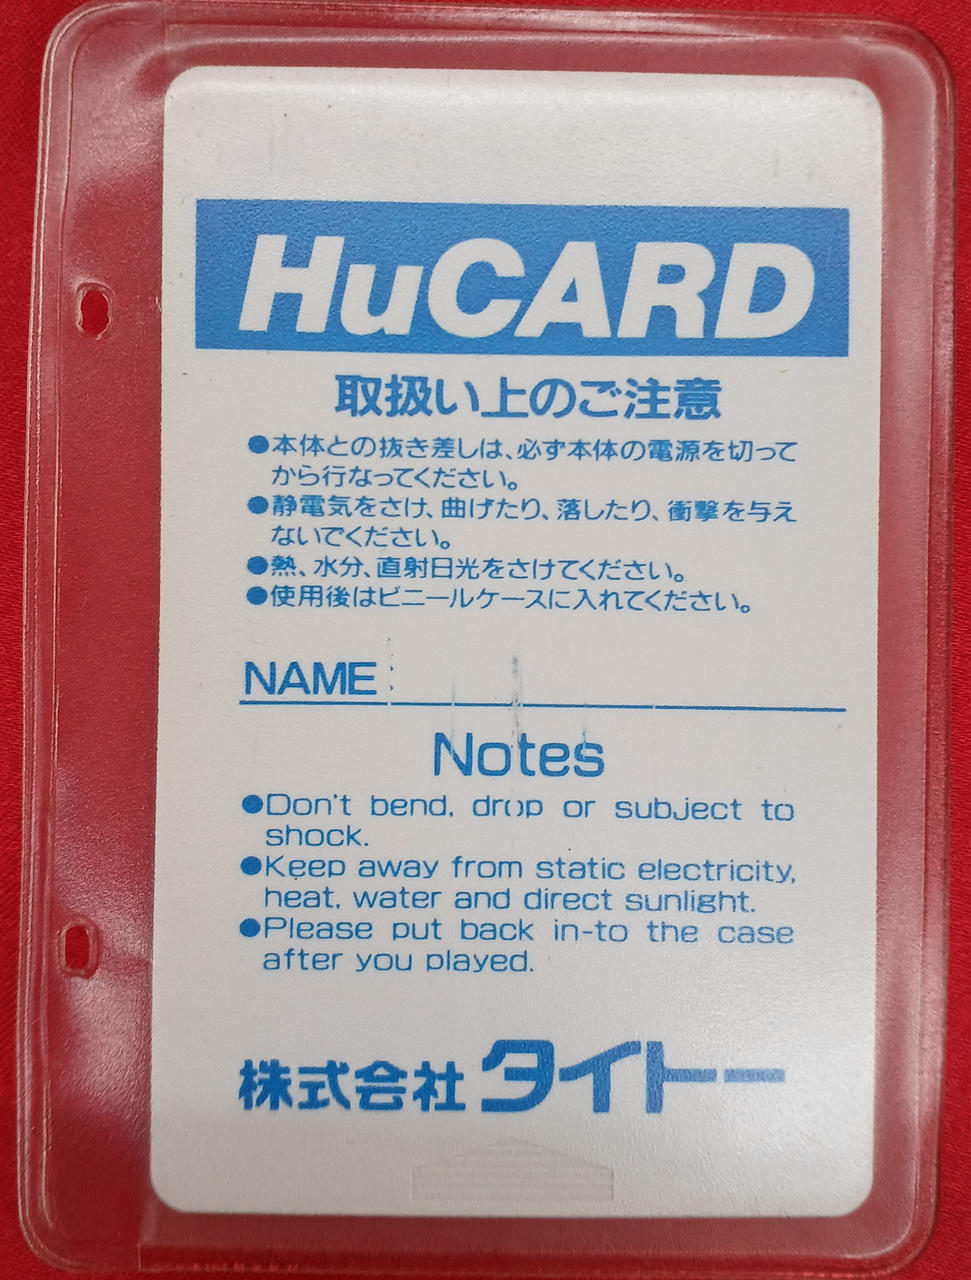 HuCARD
取扱い上のご注意
●本体との抜き差しは、必ず本体の電源を切って
から行なってください。
●静電気をさけ、曲げたり、落したり、衝撃を与え
ないでください。
●熱、水分、直射日光をさけてください。
●使用後はビニールケースに入れてください。
NAME
Notes
●Don't bend, drop or subject to
shock.
●Keep away from static electricity,
heat, water and direct sunlight.
●Please put back in-to the case
after you played.
株式会社タイトー